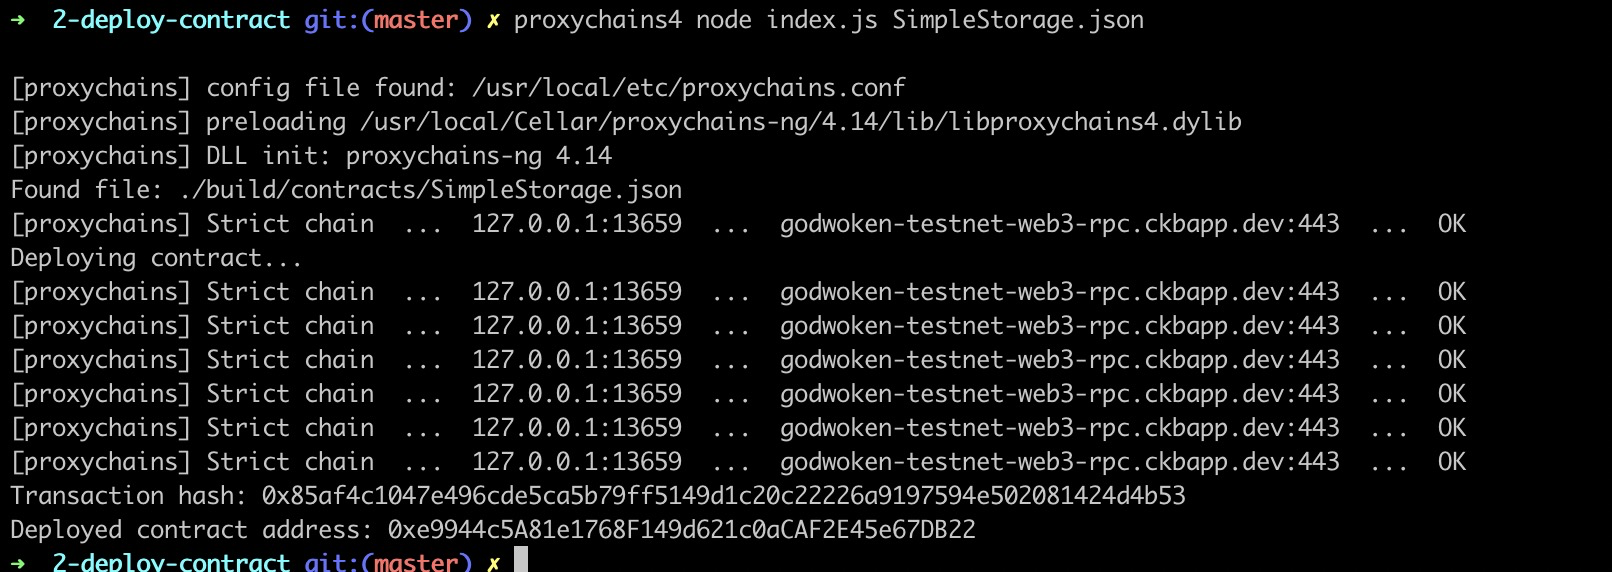 ➜  2-deploy-contract git:(master) ✗ proxychains4 node index.js SimpleStorage.json
[proxychains] config file found: /usr/local/etc/proxychains.conf
[proxychains] preloading /usr/local/Cellar/proxychains-ng/4.14/lib/libproxychains4.dylib
[proxychains] DLL init: proxychains-ng 4.14
Found file: ./build/contracts/SimpleStorage.json
[proxychains] Strict chain  ...  127.0.0.1:13659  ...  godwoken-testnet-web3-rpc.ckbapp.dev:443  ...  OK
Deploying contract...
[proxychains] Strict chain  ...  127.0.0.1:13659  ...  godwoken-testnet-web3-rpc.ckbapp.dev:443  ...  OK
[proxychains] Strict chain  ...  127.0.0.1:13659  ...  godwoken-testnet-web3-rpc.ckbapp.dev:443  ...  OK
[proxychains] Strict chain  ...  127.0.0.1:13659  ...  godwoken-testnet-web3-rpc.ckbapp.dev:443  ...  OK
[proxychains] Strict chain  ...  127.0.0.1:13659  ...  godwoken-testnet-web3-rpc.ckbapp.dev:443  ...  OK
[proxychains] Strict chain  ...  127.0.0.1:13659  ...  godwoken-testnet-web3-rpc.ckbapp.dev:443  ...  OK
[proxychains] Strict chain  ...  127.0.0.1:13659  ...  godwoken-testnet-web3-rpc.ckbapp.dev:443  ...  OK
Transaction hash: 0x85af4c1047e496cde5ca5b79ff5149d1c20c22226a9197594e502081424d4b53
Deployed contract address: 0xe9944c5A81e1768F149d621c0aCAF2E45e67DB22
➜  2-deploy-contract git:(master) ✗